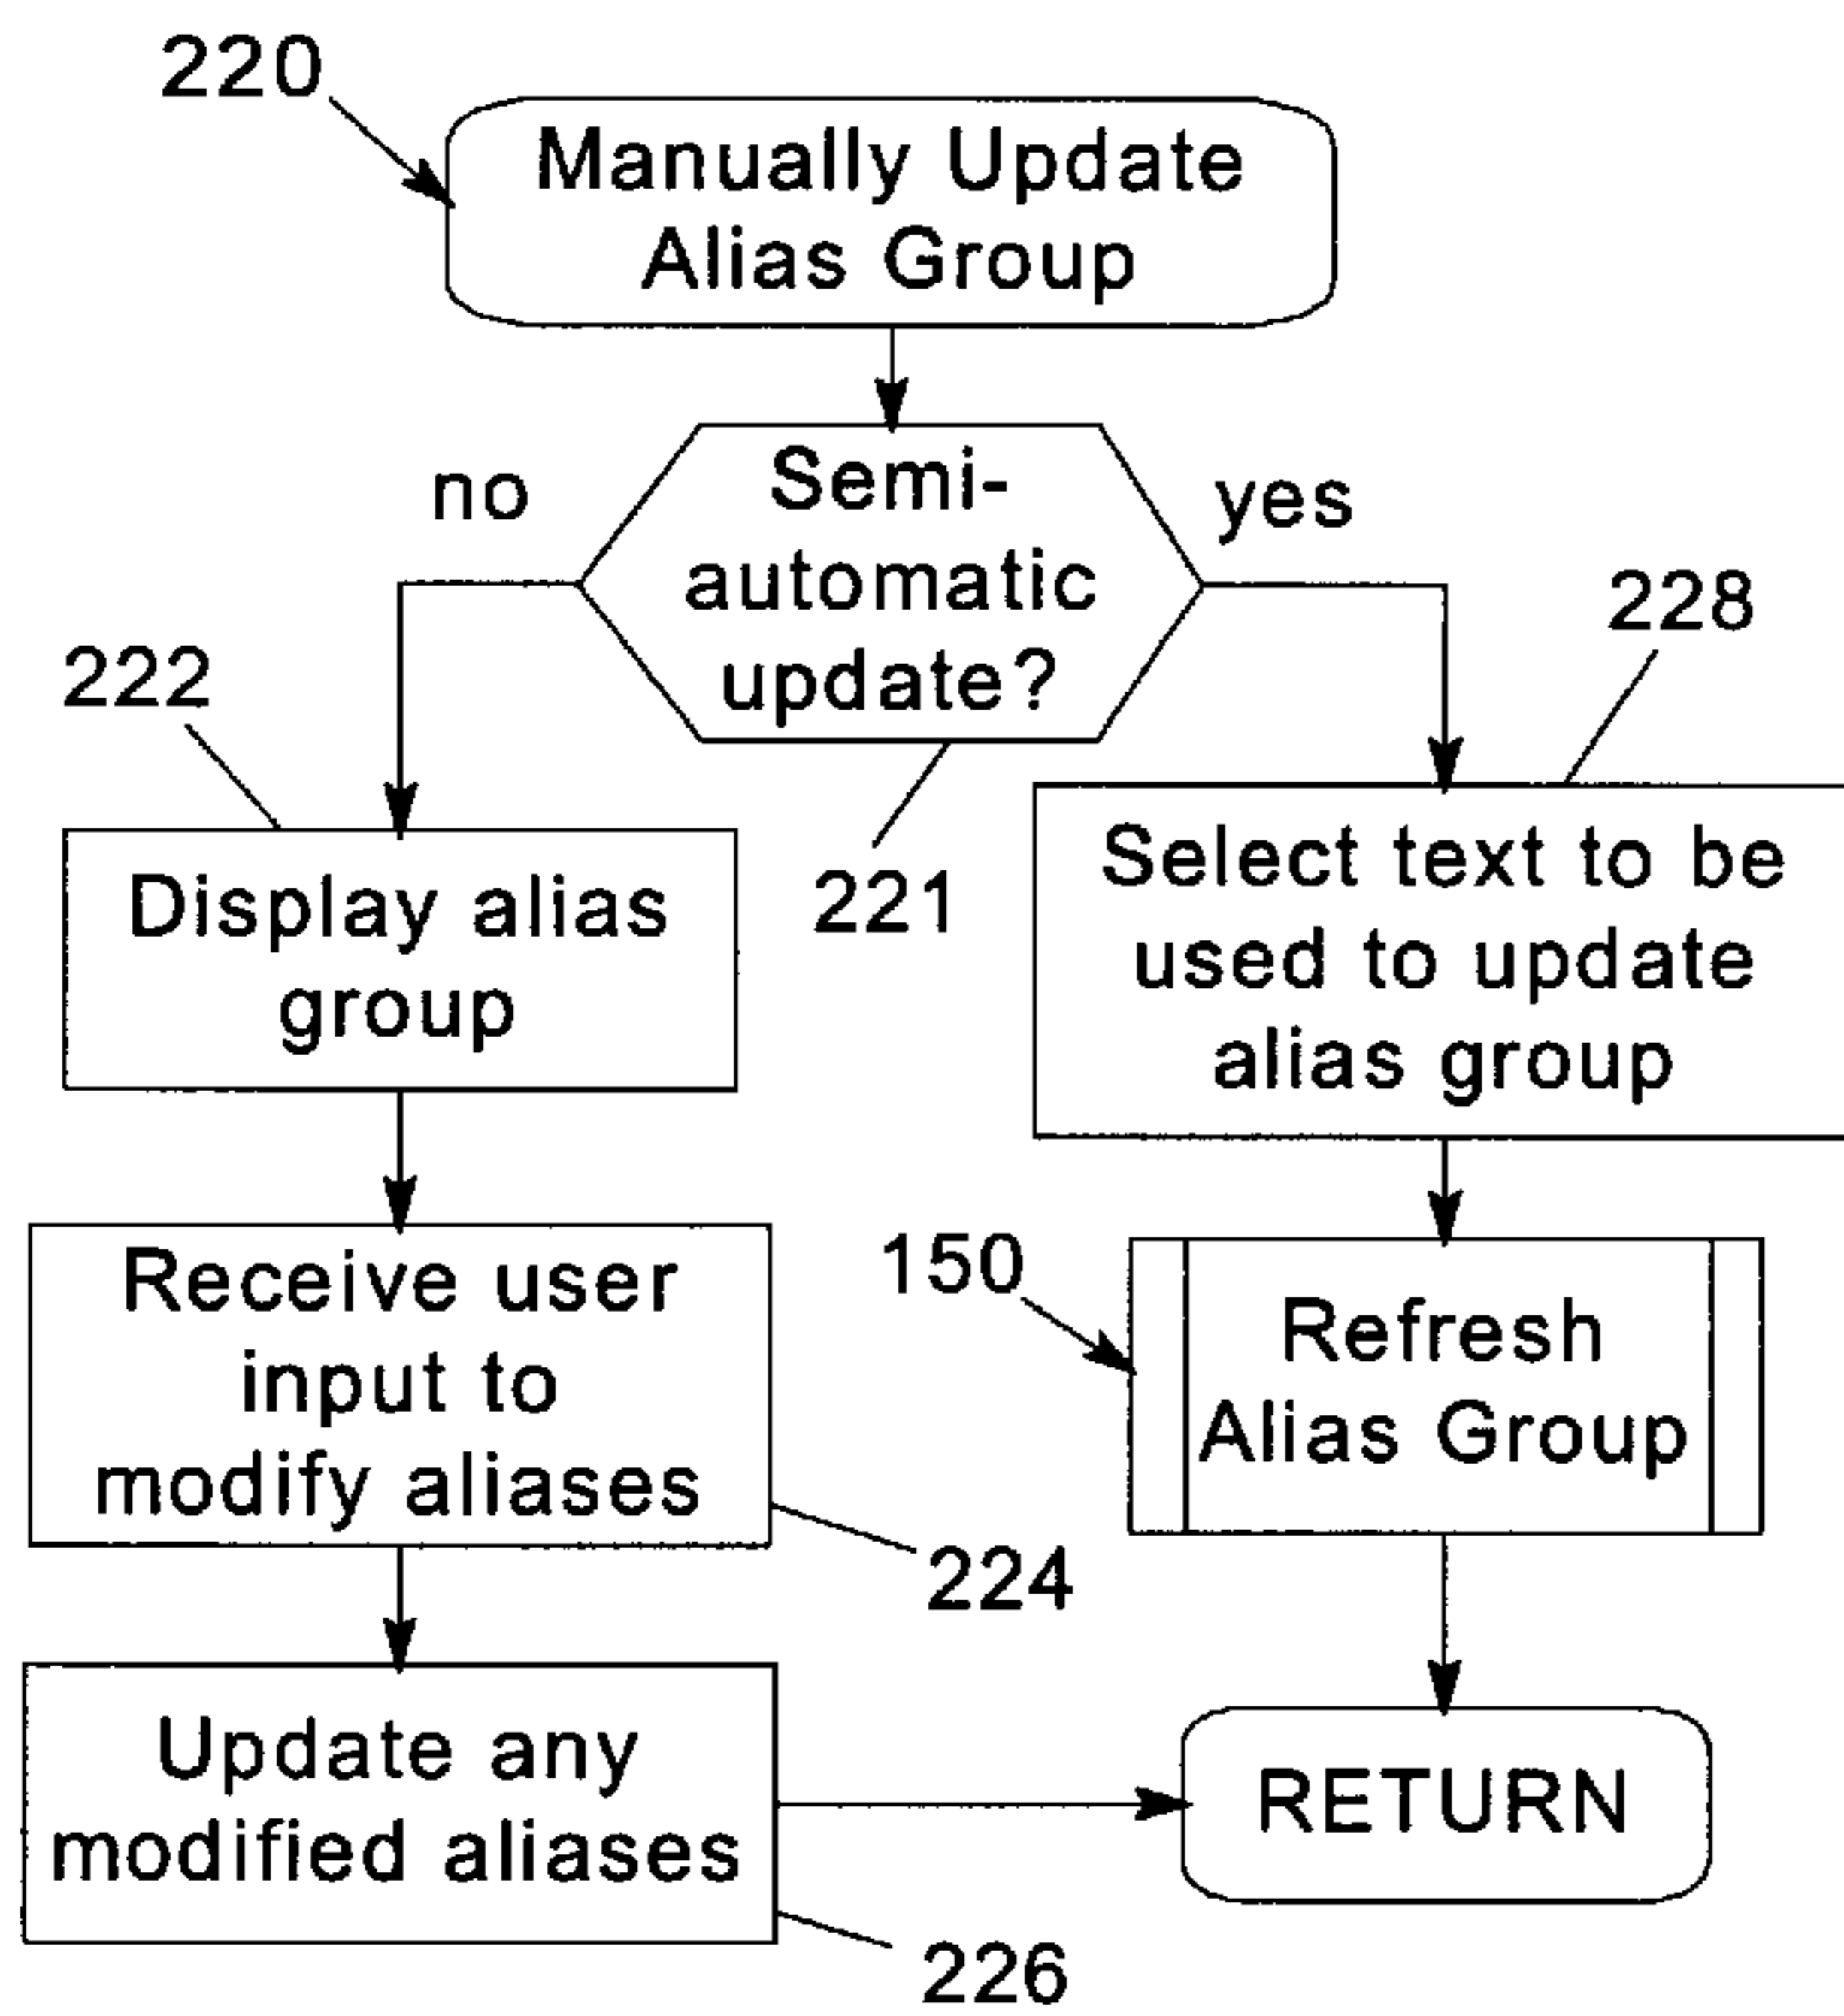 220
Manually Update
Alias Group
no
Semi-
automatic
update?
yes
228
222
221
Display alias
group
Select text to be
used to update
alias group
Receive user
input to
modify aliases
224
150
Refresh
Alias Group
Update any
modified aliases
226
RETURN